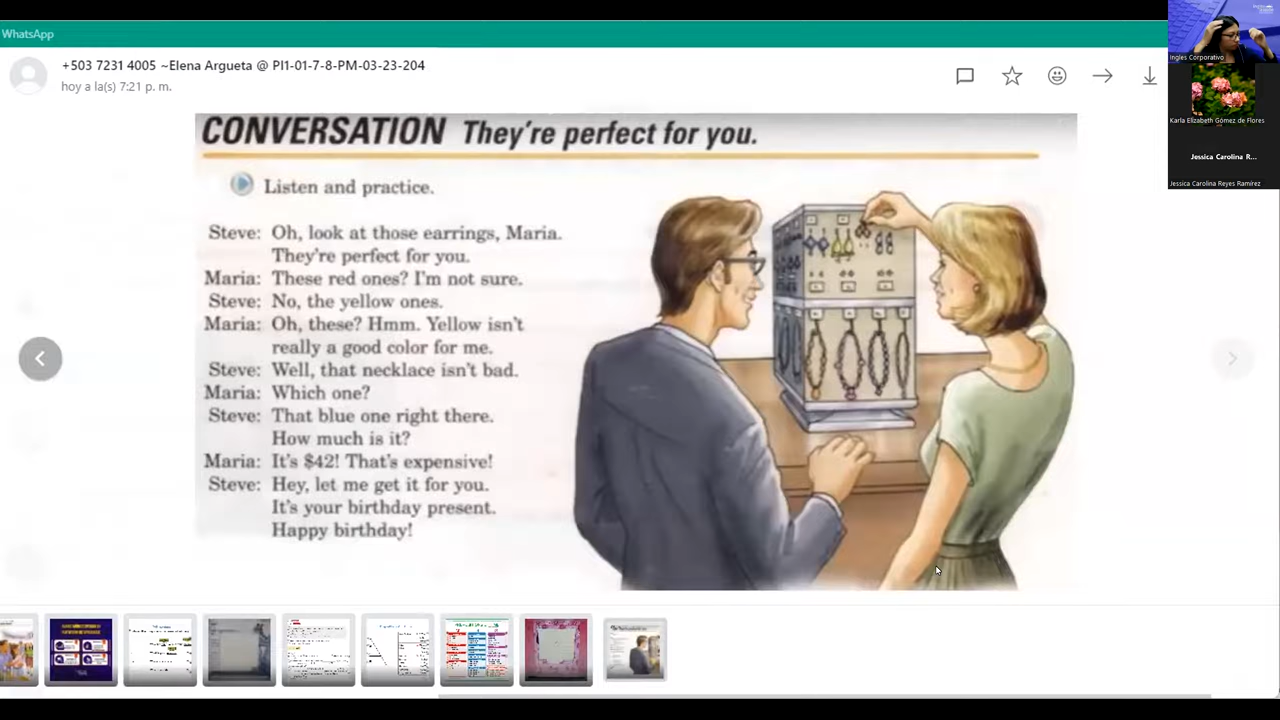 WhatsApp
+503 7231 4005 ~Elena Argueta @ PI1-01-7-8-PM-03-23-204
hoy a la(s) 7:21 p. m.
CONVERSATION They're perfect for you.
Listen and practice.
Steve: Oh, look at those earrings, Maria.
They're perfect for you.
Maria: These red ones? I'm not sure.
Steve: No, the yellow ones.
Maria: Oh, these? Hmm. Yellow isn't
really a good color for me.
Steve: Well, that necklace isn't bad.
Maria: Which one?
Steve: That blue one right there.
How much is it?
Maria: It's $42! That's expensive!
Steve: Hey, let me get it for you.
It's your birthday present.
Happy birthday!
Ingles Corporativo
Karla Elizabeth Gómez de Flores
Jessica Carolina R...
Jessica Carolina Reyes Ramírez